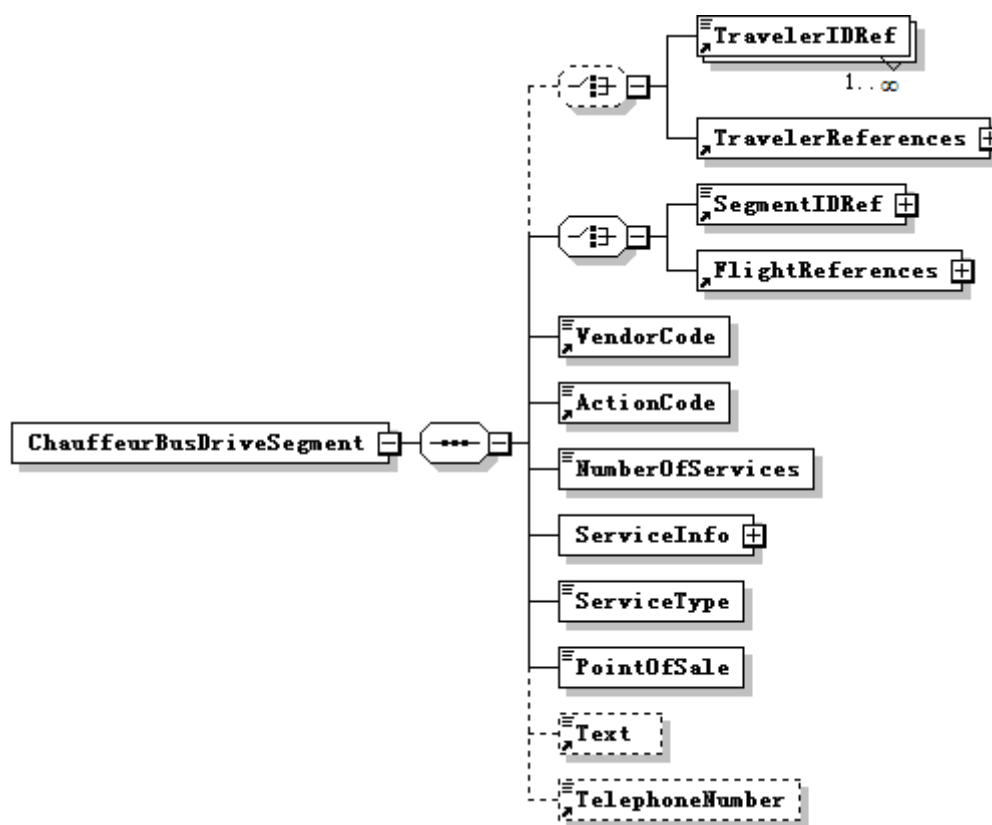 TravelerIDRef
1..∞
TravelerReferences
SegmentIDRef
FlightReferences
VendorCode
ActionCode
ChauffeurBusDriveSegment
NumberOfServices
ServiceInfo
ServiceType
PointOfSale
Text
TelephoneNumber